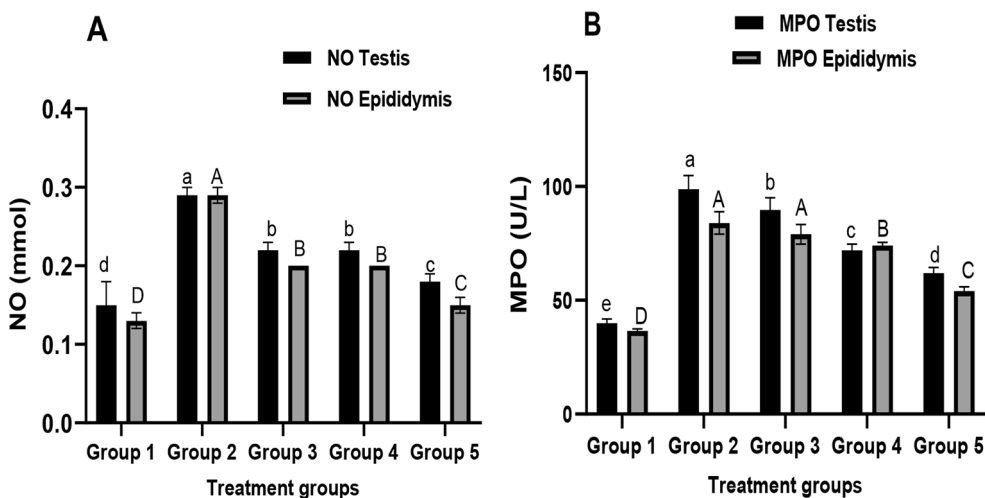 A
NO Testis
NO Epididymis
NO (mmol)
0.4
0.3
0.2
0.1
0.0
d
D
a
A
b
B
b
B
c
C
Group 1
Group 2
Group 3
Group 4
Group 5
Treatment groups
B
MPO Testis
MPO Epididymis
MPO (U/L)
150
100
50
0
e
D
a
A
b
A
c
B
d
C
Group 1
Group 2
Group 3
Group 4
Group 5
Treatment groups